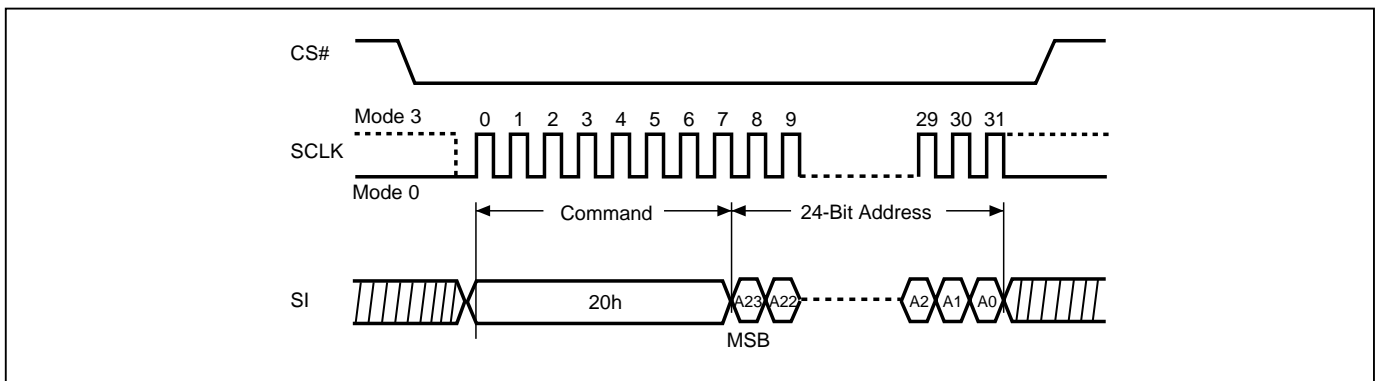 CS#
Mode 3
0 1 2 3 4 5 6 7 8 9 29 30 31
SCLK
Mode 0
Command 24-Bit Address
SI 20h A23 A22 A2 A1 A0
MSB